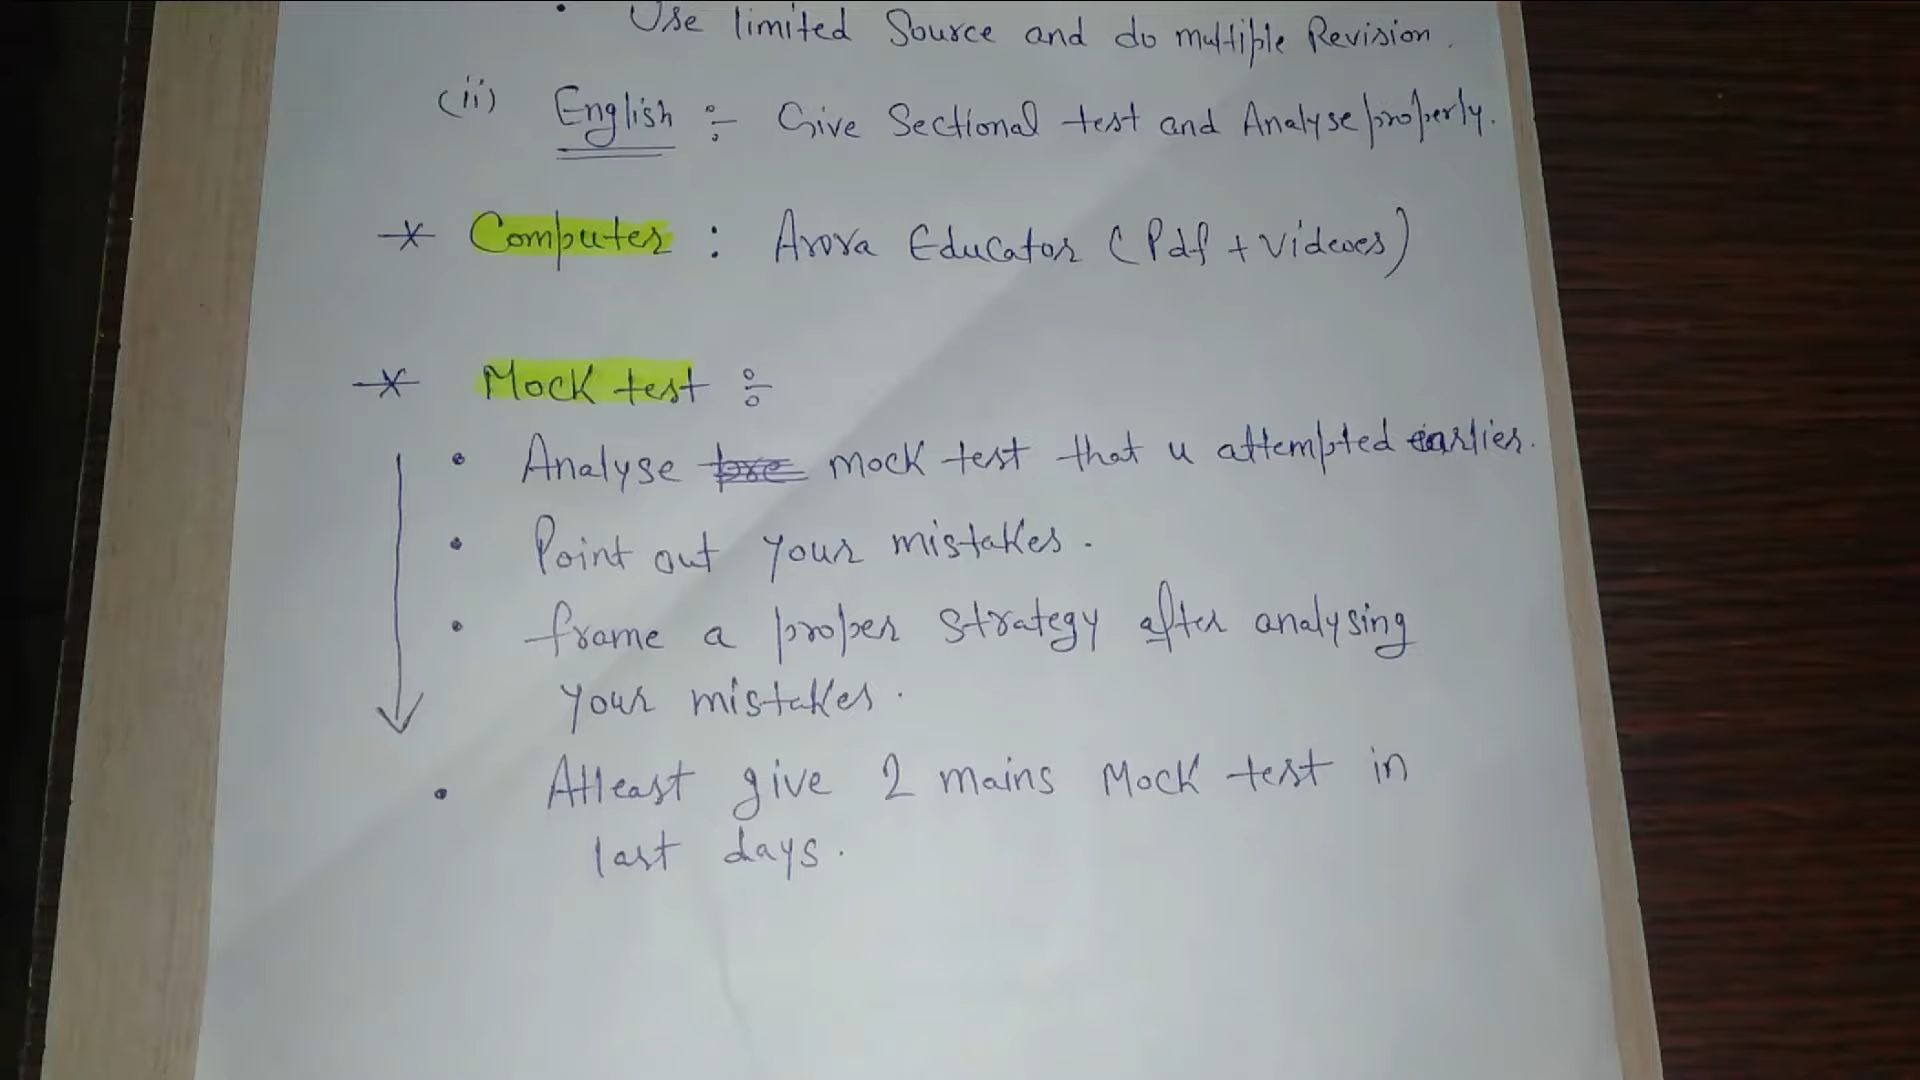 • Use limited Source and do multiple Revision.
(ii) English ÷ Give Sectional test and Analyse properly.
* Computer : Arora Educator (Pdf + Videoes)
* Mock test ÷
• Analyse mock test that u attempted earlier.
• Point out your mistakes.
• frame a proper strategy after analysing
your mistakes.
• Atleast give 2 mains Mock test in
last days.